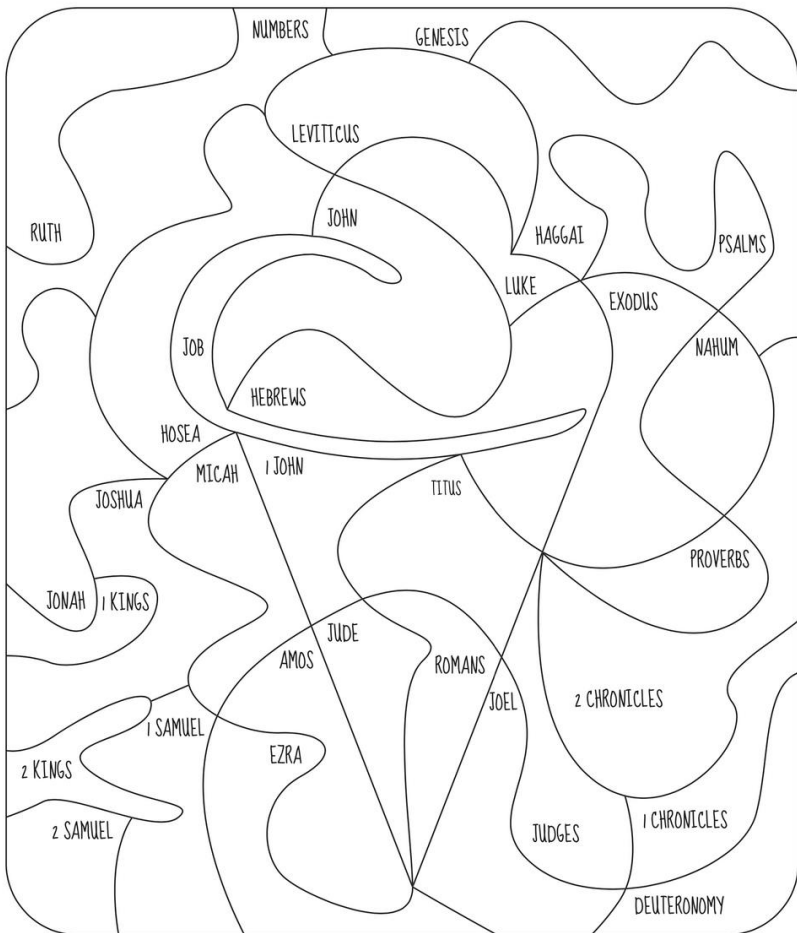 NUMBERS
GENESIS
LEVITICUS
JOHN
RUTH
HAGGAI
PSALMS
LUKE
EXODUS
JOB
NAHUM
HEBREWS
HOSEA
MICAH
1 JOHN
TITUS
JOSHUA
PROVERBS
JONAH
1 KINGS
JUDE
AMOS
ROMANS
JOEL
2 CHRONICLES
1 SAMUEL
EZRA
2 KINGS
1 CHRONICLES
2 SAMUEL
JUDGES
DEUTERONOMY